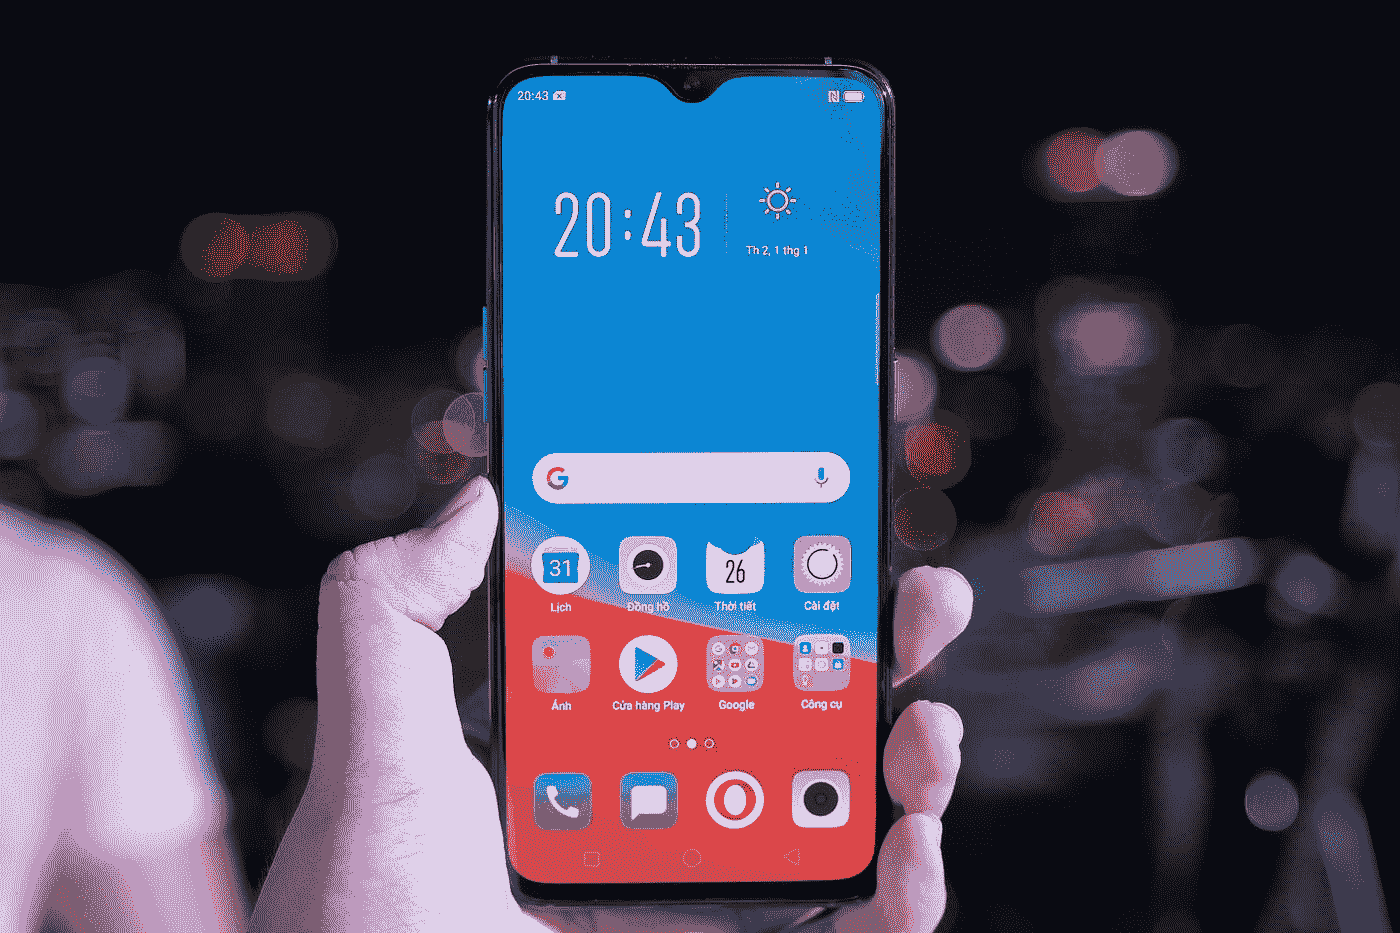 20:43
20:43
Th 2, 1 thg 1
31
26
Lịch
Đồng hồ
Thời tiết
Cài đặt
Ảnh
Cửa hàng Play
Google
Công cụ